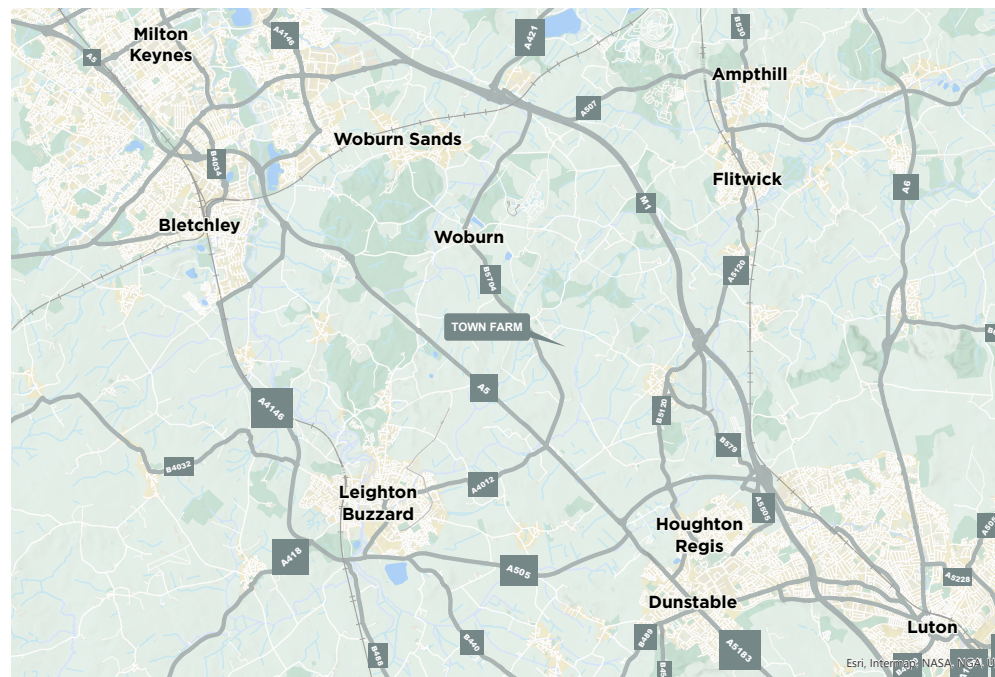 Milton
Keynes
A5
A4146
A421
B530
Ampthill
A507
Woburn Sands
B4034
Flitwick
A6
M1
Bletchley
Woburn
B5704
A5120
TOWN FARM
A5
A4146
B5120
B579
B4032
A4012
Leighton
Buzzard
A5505
Houghton
Regis
A418
A505
A5228
Dunstable
Luton
B489
B440
B488
A5183
Esri, Intermap, NASA, NGA, U